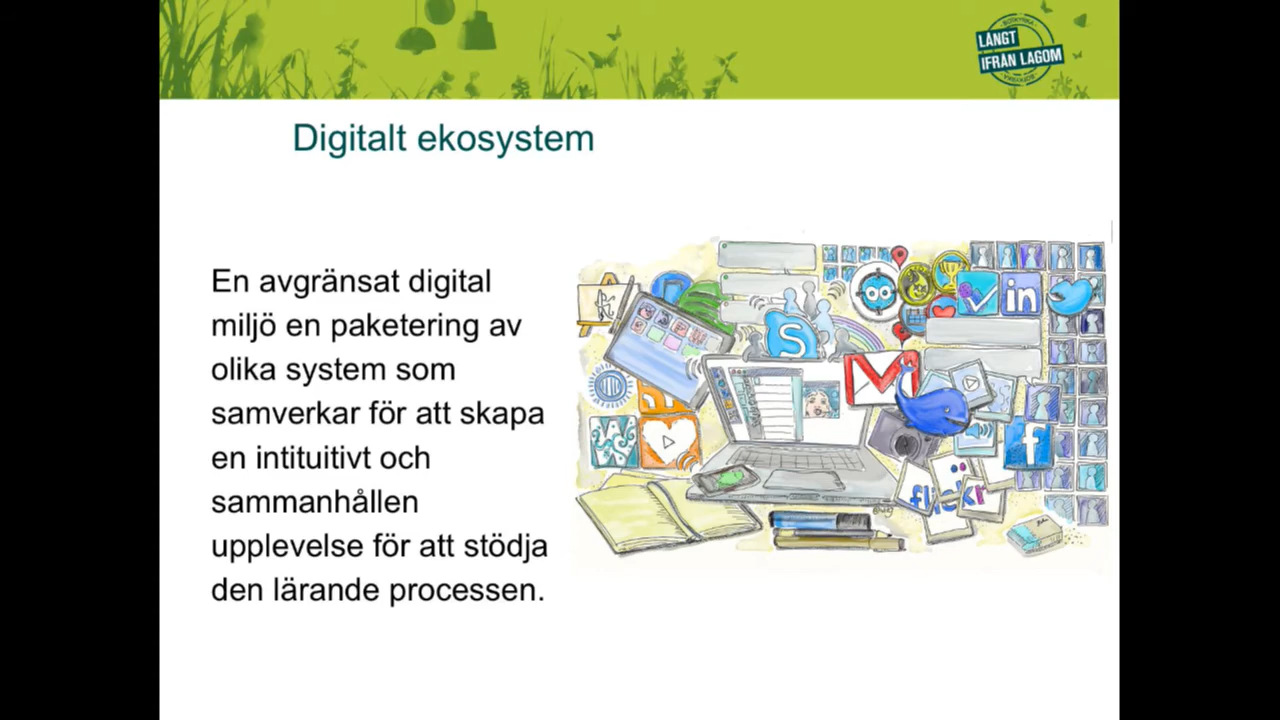 BOTKYRKA
LÅNGT
IFRÅN LAGOM
Digitalt ekosystem
En avgränsat digital
miljö en paketering av
olika system som
samverkar för att skapa
en intituitivt och
sammanhållen
upplevelse för att stödja
den lärande processen.
S
in
f
flickr